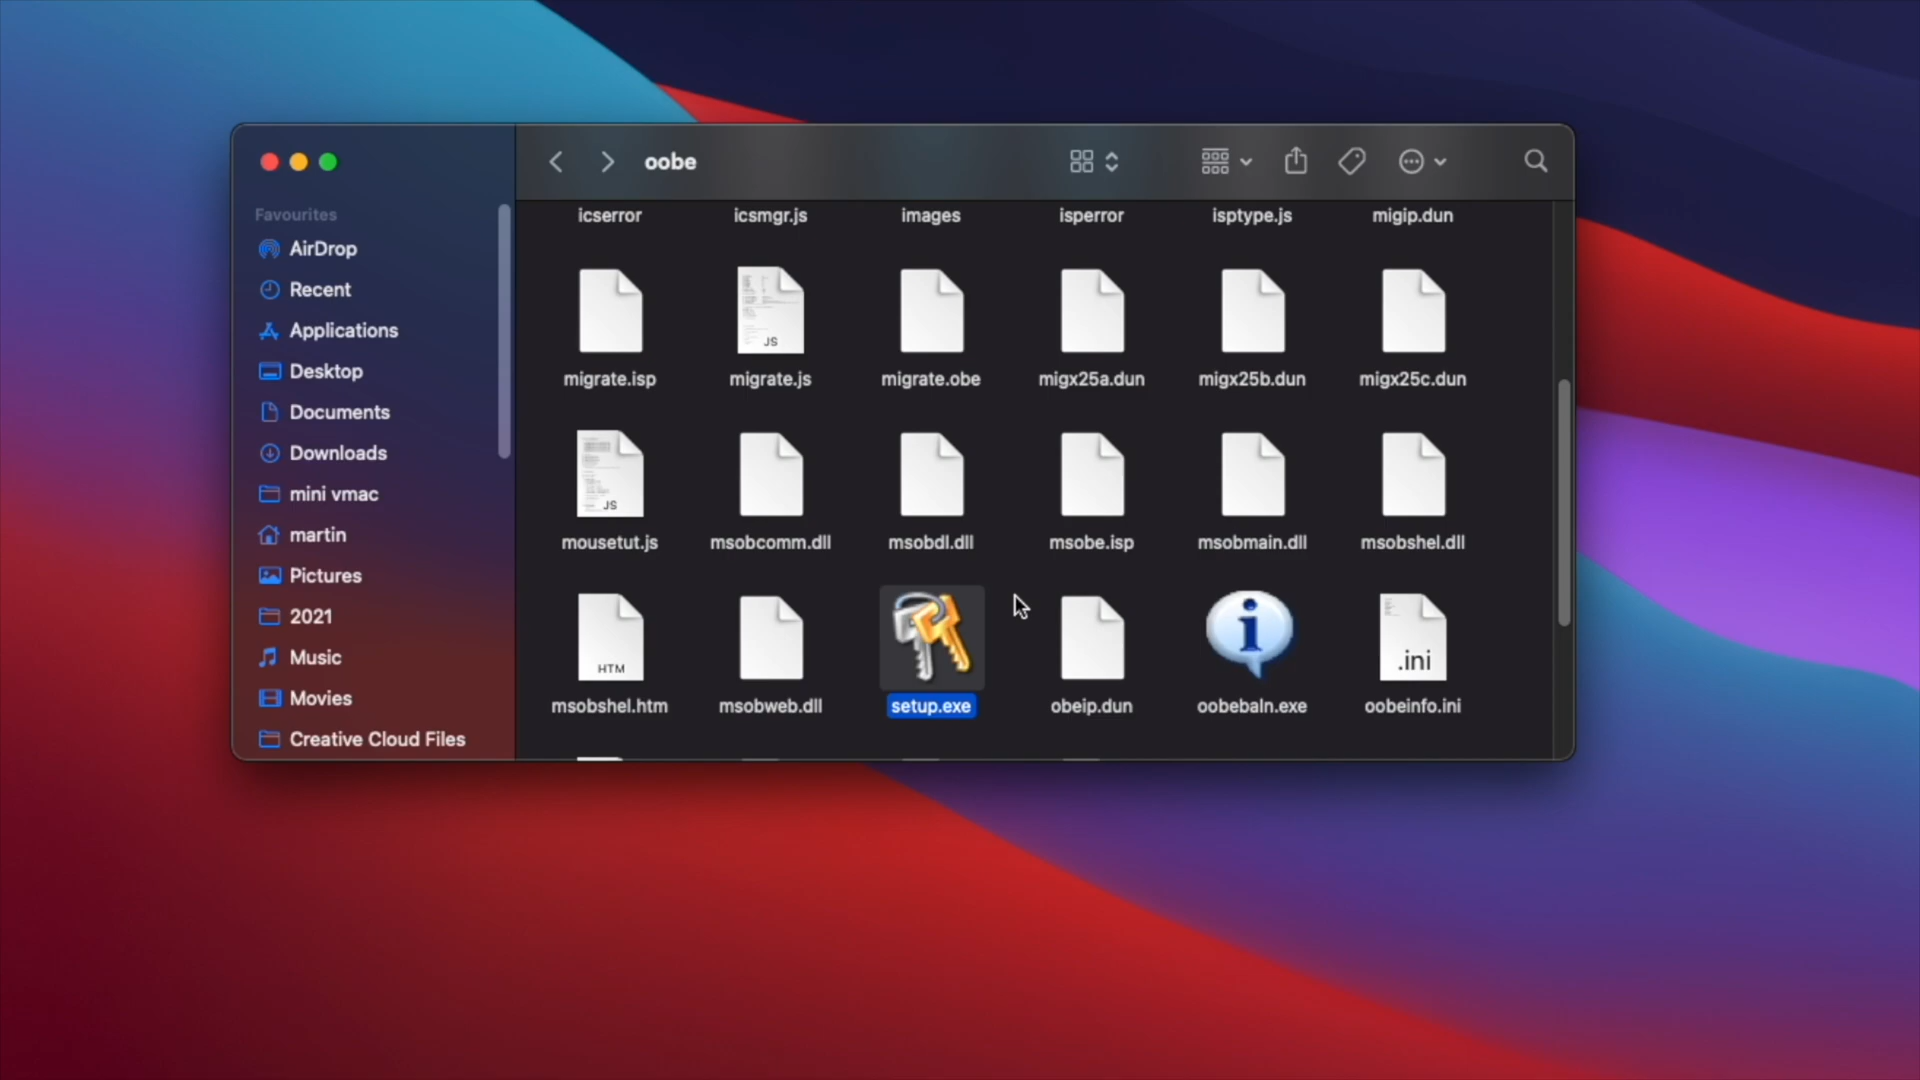 oobe
Favourites
AirDrop
Recent
Applications
Desktop
Documents
Downloads
mini vmac
martin
Pictures
2021
Music
Movies
Creative Cloud Files
icserror icsmgr.js images isperror isptype.js migip.dun
JS
migrate.isp migrate.js migrate.obe migx25a.dun migx25b.dun migx25c.dun
JS
mousetut.js msobcomm.dll msobdl.dll msobe.isp msobmain.dll msobshel.dll
HTM .ini
msobshel.htm msobweb.dll setup.exe obeip.dun oobebaln.exe oobeinfo.ini